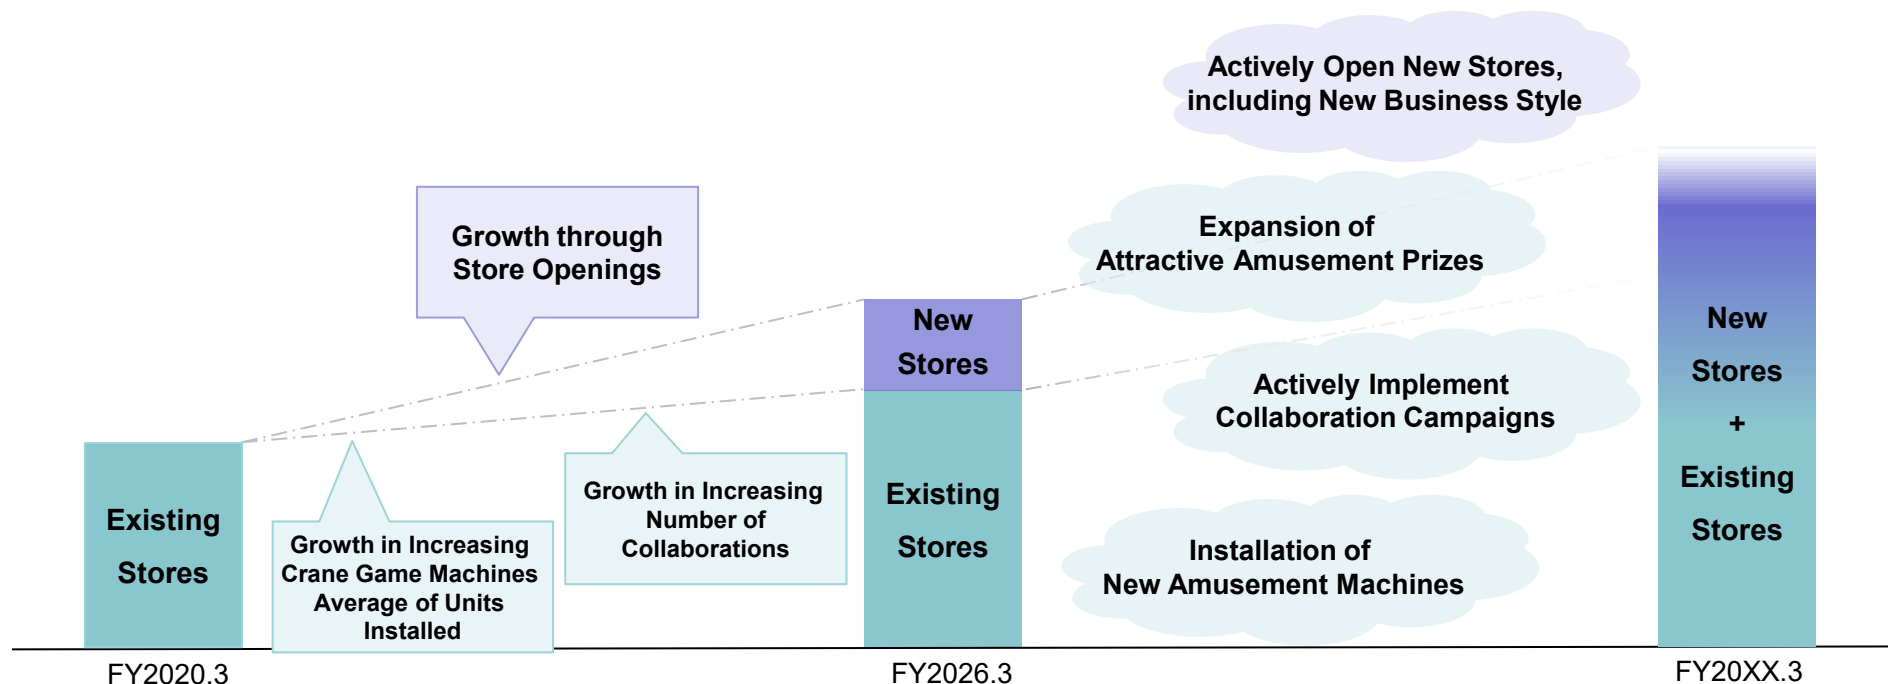 Actively Open New Stores,
including New Business Style
Growth through
Store Openings
Expansion of
Attractive Amusement Prizes
New
Stores
Actively Implement
Collaboration Campaigns
New
Stores
+
Existing
Stores
Existing
Stores
Growth in Increasing
Crane Game Machines
Average of Units
Installed
Growth in Increasing
Number of
Collaborations
Existing
Stores
Installation of
New Amusement Machines
FY2020.3
FY2026.3
FY20XX.3